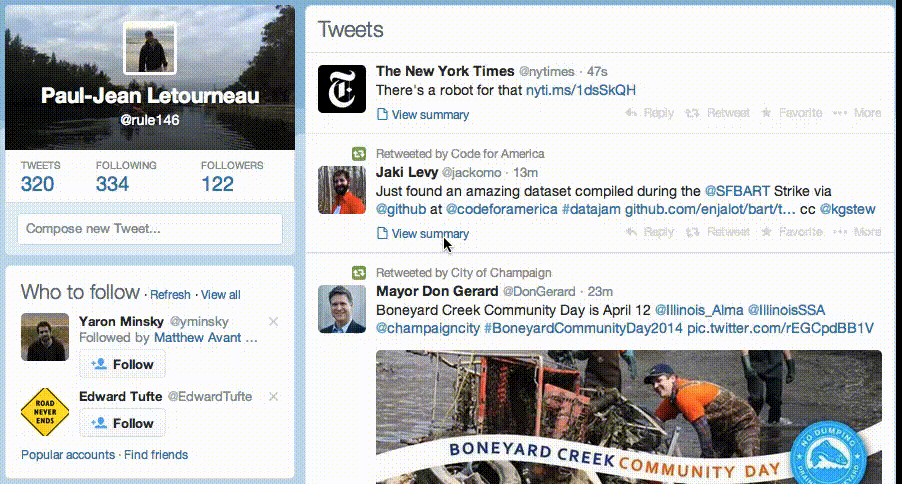 Paul-Jean Letourneau
@rule146
TWEETS FOLLOWING FOLLOWERS
320 334 122
Compose new Tweet...
Who to follow · Refresh · View all
Yaron Minsky @yminsky ×
Followed by Matthew Avant ...
Follow
ROAD
NEVER
ENDS
Edward Tufte @EdwardTufte ×
Follow
Popular accounts · Find friends
Tweets
The New York Times @nytimes · 47s
There's a robot for that nyti.ms/1dsSkQH
View summary Reply Retweet Favorite More
Retweeted by Code for America
Jaki Levy @jackomo · 13m
Just found an amazing dataset compiled during the @SFBART Strike via
@github at @codeforamerica #datajam github.com/enjalot/bart/t... cc @kgstew
View summary Reply Retweet Favorite More
Retweeted by City of Champaign
Mayor Don Gerard @DonGerard · 23m
Boneyard Creek Community Day is April 12 @Illinois_Alma @IllinoisSSA
@champaigncity #BoneyardCommunityDay2014 pic.twitter.com/rEGCpdBB1V
BONEYARD CREEK COMMUNITY DAY
NO DUMPING